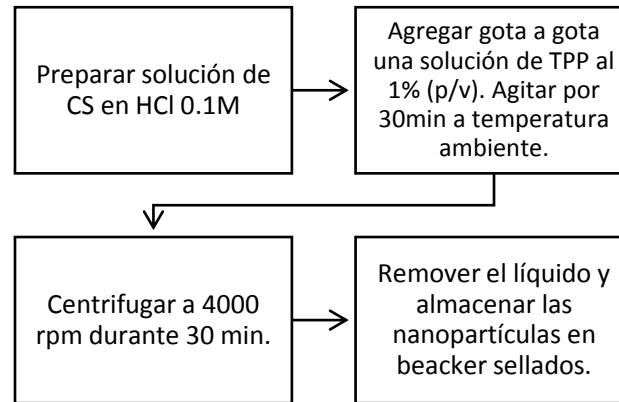 Preparar solución de
CS en HCl 0.1M
Agregar gota a gota
una solución de TPP al
1% (p/v). Agitar por
30min a temperatura
ambiente.
Centrifugar a 4000
rpm durante 30 min.
Remover el líquido y
almacenar las
nanopartículas en
beacker sellados.